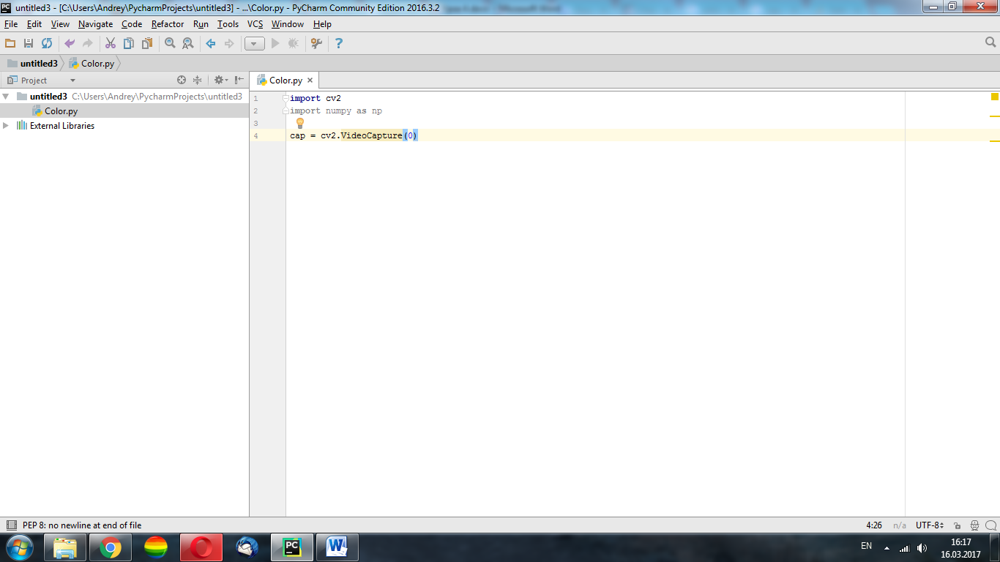 untitled3 - [C:\Users\Andrey\PycharmProjects\untitled3] - ...\Color.py - PyCharm Community Edition 2016.3.2
File Edit View Navigate Code Refactor Run Tools VCS Window Help
untitled3 Color.py
Project
Color.py
untitled3 C:\Users\Andrey\PycharmProjects\untitled3
Color.py
External Libraries
1 import cv2
2 import numpy as np
3
4 cap = cv2.VideoCapture(0)
PEP 8: no newline at end of file
4:26 n/a UTF-8
EN
16:17
16.03.2017